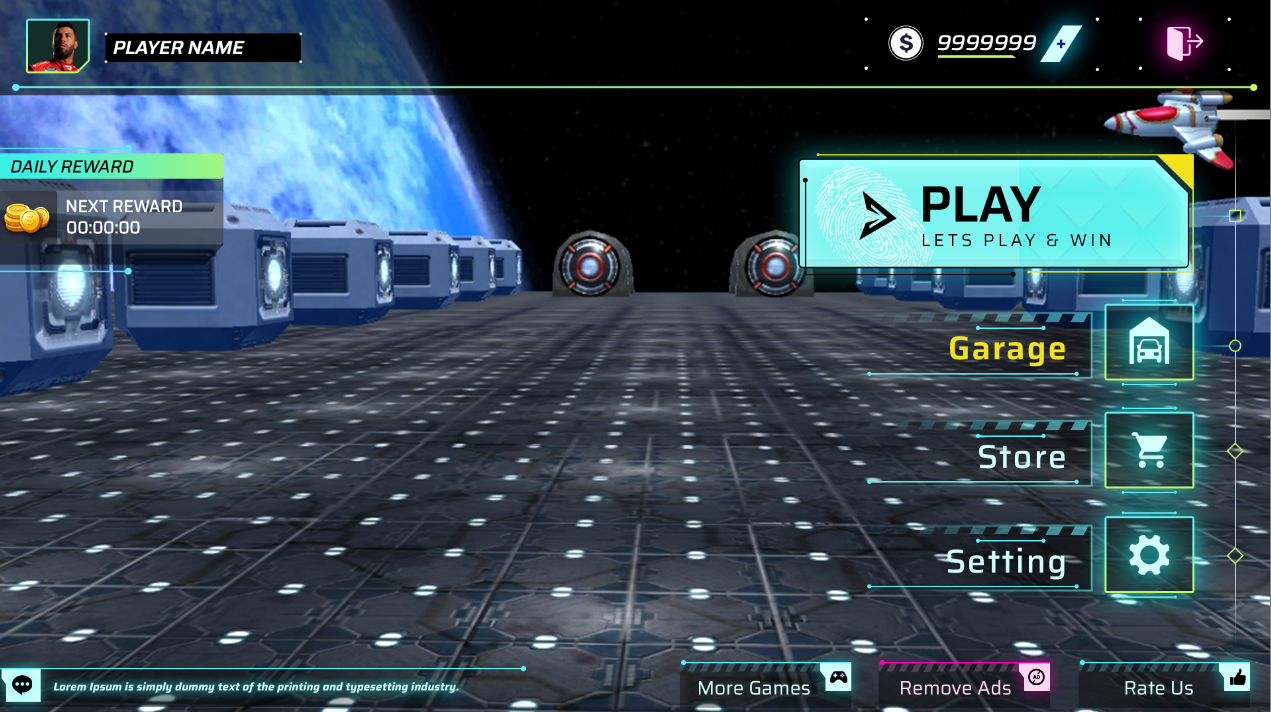 PLAYER NAME
$ 9999999 +
DAILY REWARD
NEXT REWARD
00:00:00
PLAY
LETS PLAY & WIN
Garage
Store
Setting
Lorem Ipsum is simply dummy text of the printing and typesetting industry.
More Games
Remove Ads
AD
Rate Us